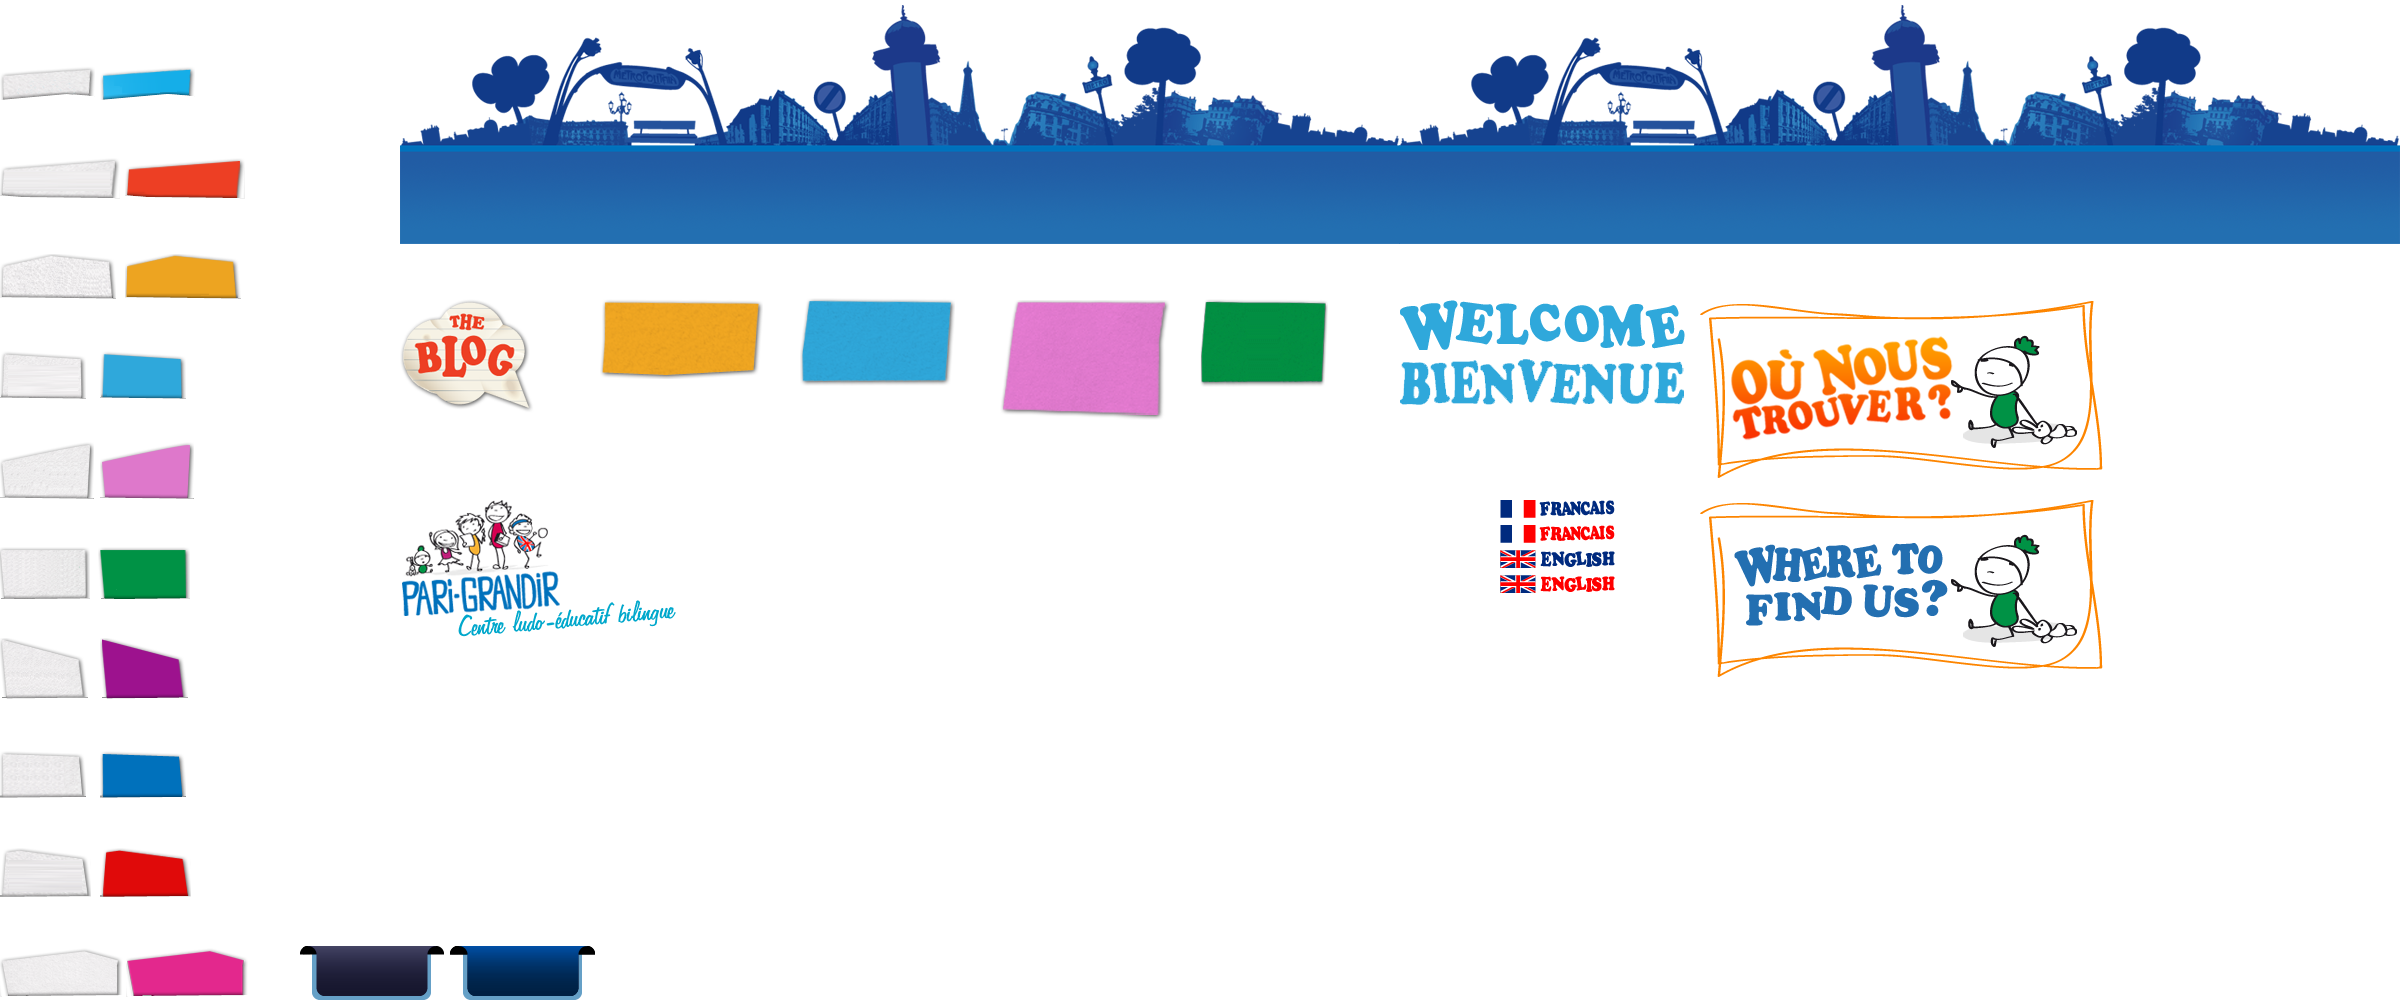 METROPOLITAIN
METROPOLITAIN
THE
BLOG
WELCOME
BIENVENUE
OÙ NOUS
TROUVER?
PARI-GRANDIR
Centre ludo-éducatif bilingue
FRANCAIS
FRANCAIS
ENGLISH
ENGLISH
WHERE TO
FIND US?